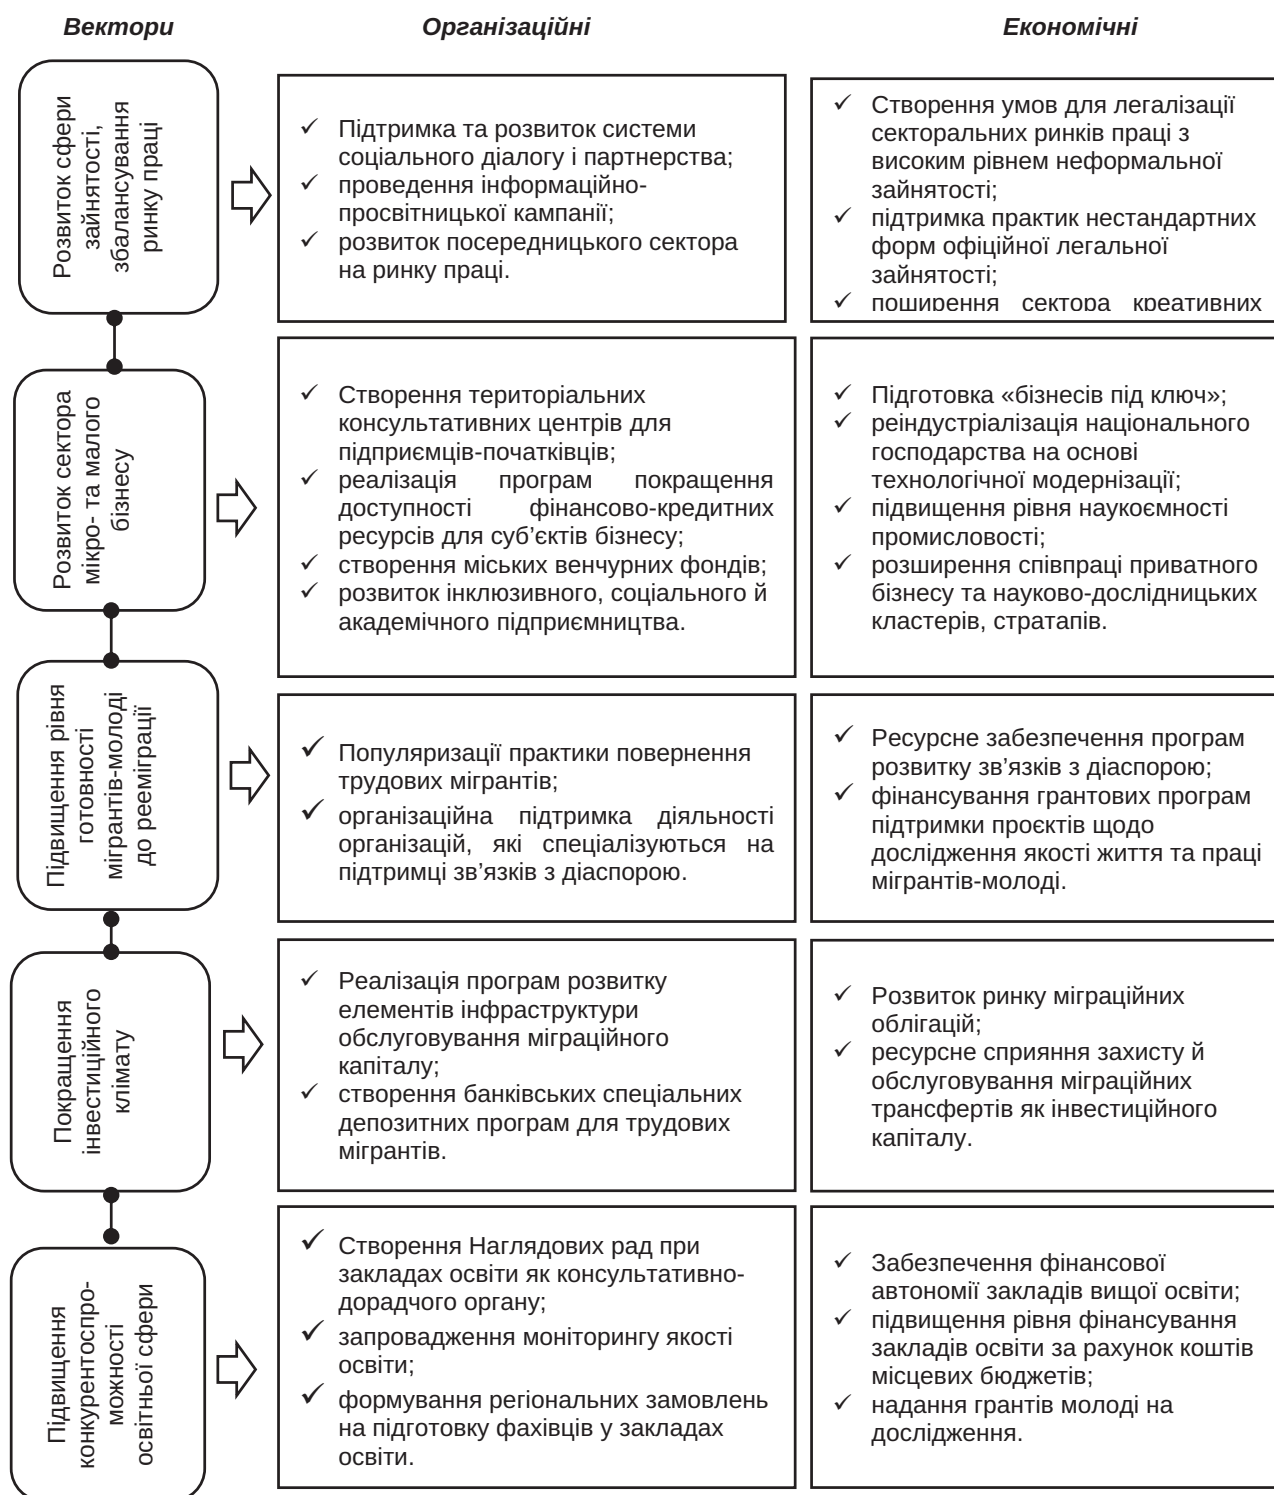 Вектори
Організаційні
Економічні
Розвиток сфери
зайнятості,
збалансування
ринку праці
Підтримка та розвиток системи
соціального діалогу і партнерства;
проведення інформаційно-
просвітницької кампанії;
розвиток посередницького сектора
на ринку праці.
Створення умов для легалізації
секторальних ринків праці з
високим рівнем неформальної
зайнятості;
підтримка практик нестандартних
форм офіційної легальної
зайнятості;
поширення сектора креативних
Розвиток сектора
мікро- та малого
бізнесу
Створення територіальних
консультативних центрів для
підприємців-початківців;
реалізація програм покращення
доступності фінансово-кредитних
ресурсів для суб’єктів бізнесу;
створення міських венчурних фондів;
розвиток інклюзивного, соціального й
академічного підприємництва.
Підготовка «бізнесів під ключ»;
реіндустріалізація національного
господарства на основі
технологічної модернізації;
підвищення рівня наукоємності
промисловості;
розширення співпраці приватного
бізнесу та науково-дослідницьких
кластерів, стратапів.
Підвищення рівня
готовності
мігрантів-молоді
до рееміграції
Популяризації практики повернення
трудових мігрантів;
організаційна підтримка діяльності
організацій, які спеціалізуються на
підтримці зв’язків з діаспорою.
Ресурсне забезпечення програм
розвитку зв’язків з діаспорою;
фінансування грантових програм
підтримки проєктів щодо
дослідження якості життя та праці
мігрантів-молоді.
Покращення
інвестиційного
клімату
Реалізація програм розвитку
елементів інфраструктури
обслуговування міграційного
капіталу;
створення банківських спеціальних
депозитних програм для трудових
мігрантів.
Розвиток ринку міграційних
облігацій;
ресурсне сприяння захисту й
обслуговування міграційних
трансфертів як інвестиційного
капіталу.
Підвищення
конкурентоспро-
можності
освітньої сфери
Створення Наглядових рад при
закладах освіти як консультативно-
дорадчого органу;
запровадження моніторингу якості
освіти;
формування регіональних замовлень
на підготовку фахівців у закладах
освіти.
Забезпечення фінансової
автономії закладів вищої освіти;
підвищення рівня фінансування
закладів освіти за рахунок коштів
місцевих бюджетів;
надання грантів молоді на
дослідження.